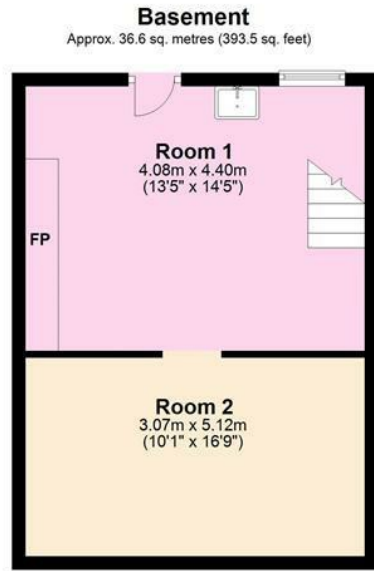 Basement
Approx. 36.6 sq. metres (393.5 sq. feet)
Room 1
4.08m x 4.40m
(13'5" x 14'5")
FP
Room 2
3.07m x 5.12m
(10'1" x 16'9")